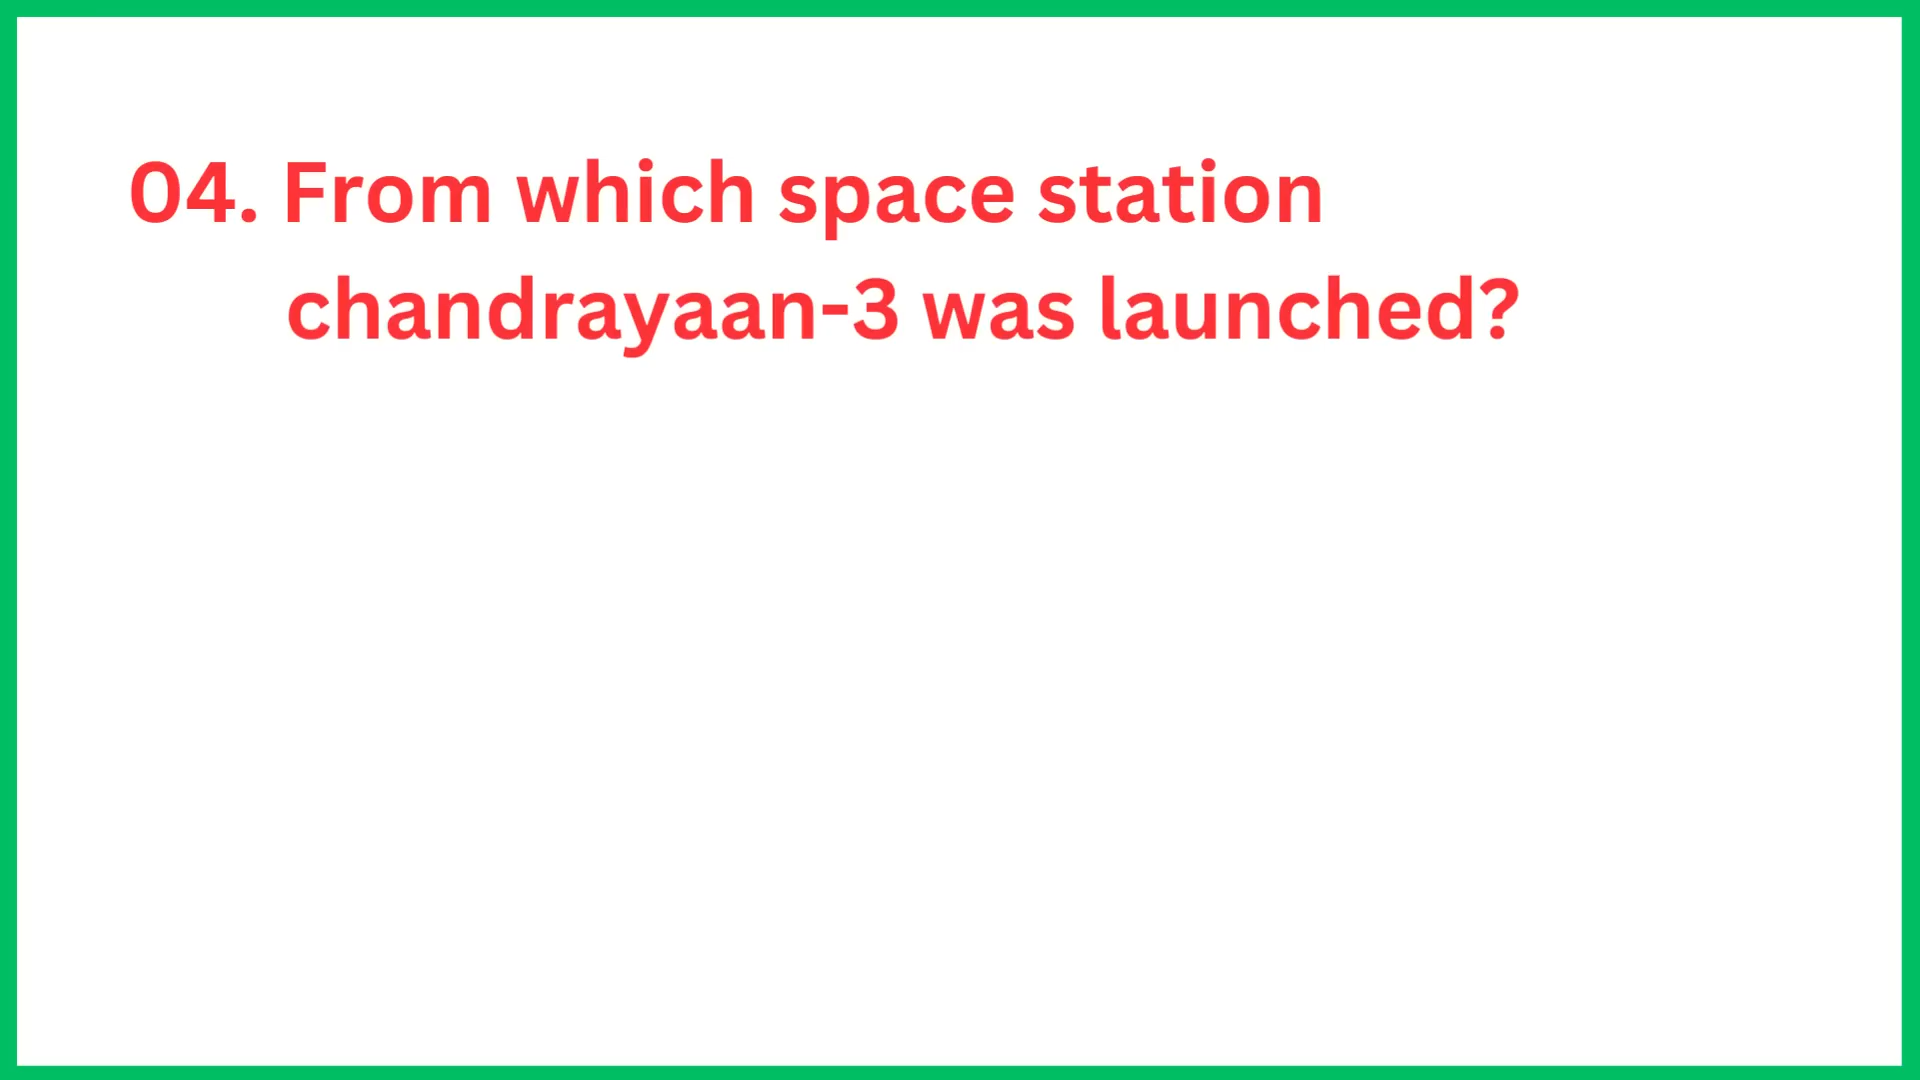 04. From which space station
chandrayaan-3 was launched?